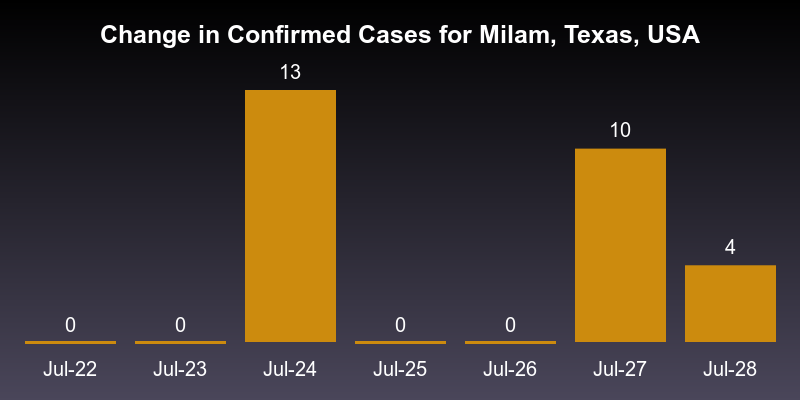 Change in Confirmed Cases for Milam, Texas, USA
13
10
4
0
0
0
0
Jul-22
Jul-23
Jul-24
Jul-25
Jul-26
Jul-27
Jul-28